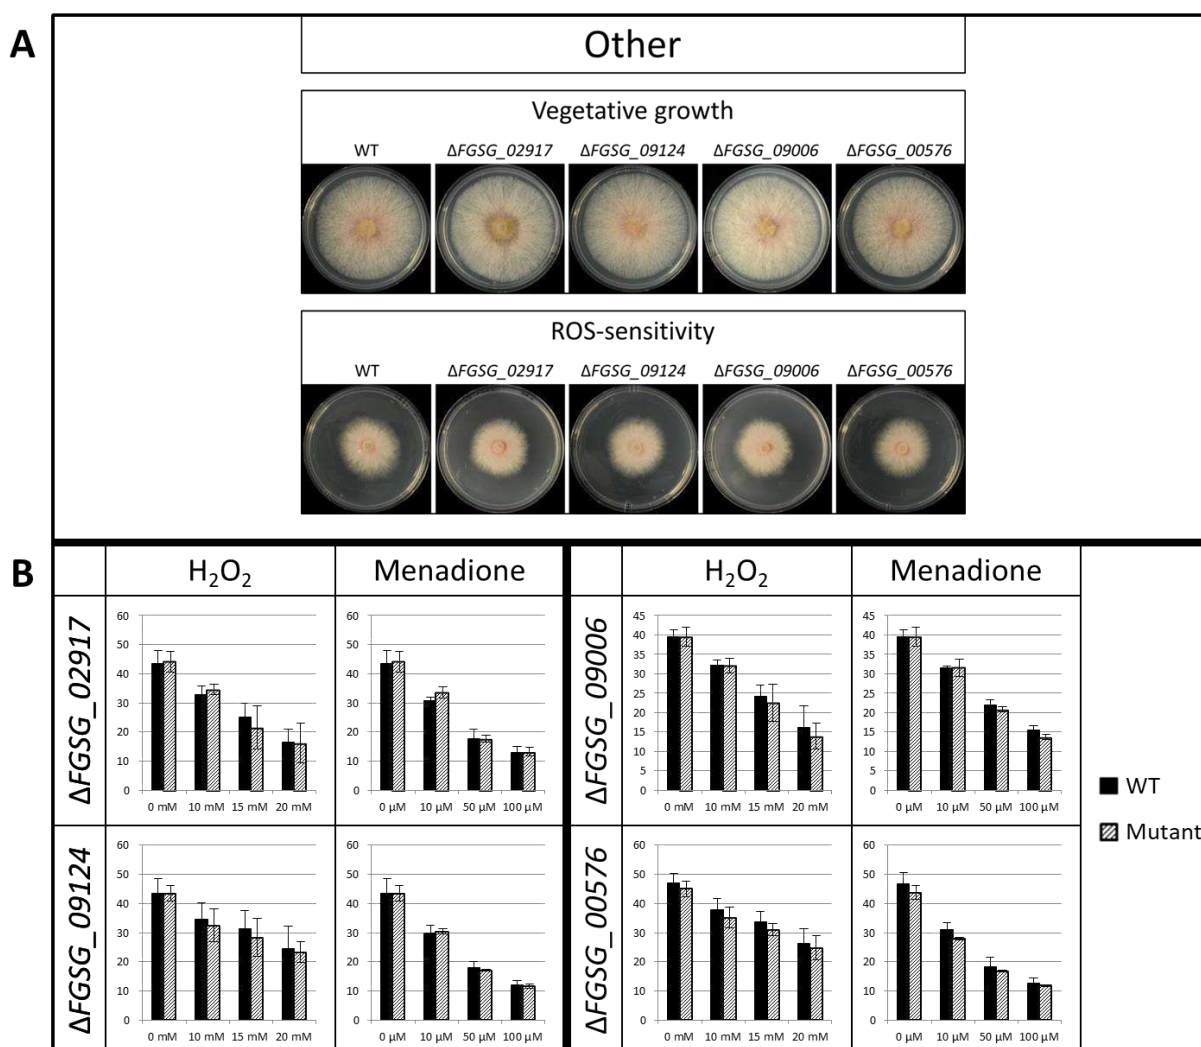 A
Other
Vegetative growth
WT ΔFGSG_02917 ΔFGSG_09124 ΔFGSG_09006 ΔFGSG_00576
ROS-sensitivity
WT ΔFGSG_02917 ΔFGSG_09124 ΔFGSG_09006 ΔFGSG_00576
B
H₂O₂ Menadione H₂O₂ Menadione
ΔFGSG_02917
60
50
40
30
20
10
0
0 mM 10 mM 15 mM 20 mM
60
50
40
30
20
10
0
0 µM 10 µM 50 µM 100 µM
ΔFGSG_09006
45
40
35
30
25
20
15
10
5
0
0 mM 10 mM 15 mM 20 mM
45
40
35
30
25
20
15
10
5
0
0 µM 10 µM 50 µM 100 µM
WT
Mutant
ΔFGSG_09124
60
50
40
30
20
10
0
0 mM 10 mM 15 mM 20 mM
60
50
40
30
20
10
0
0 µM 10 µM 50 µM 100 µM
ΔFGSG_00576
60
50
40
30
20
10
0
0 mM 10 mM 15 mM 20 mM
60
50
40
30
20
10
0
0 µM 10 µM 50 µM 100 µM